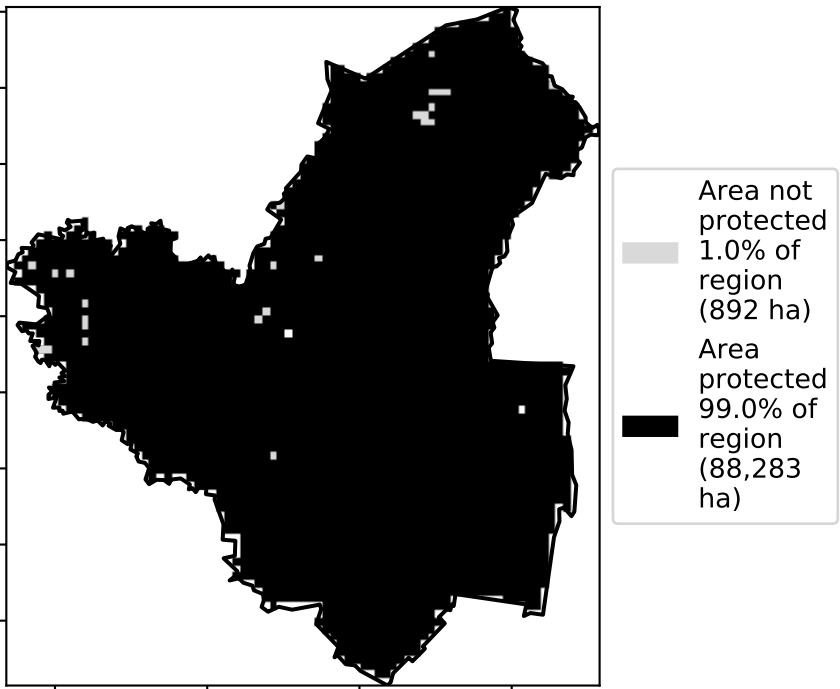 Area not
protected
1.0% of
region
(892 ha)
Area
protected
99.0% of
region
(88,283
ha)